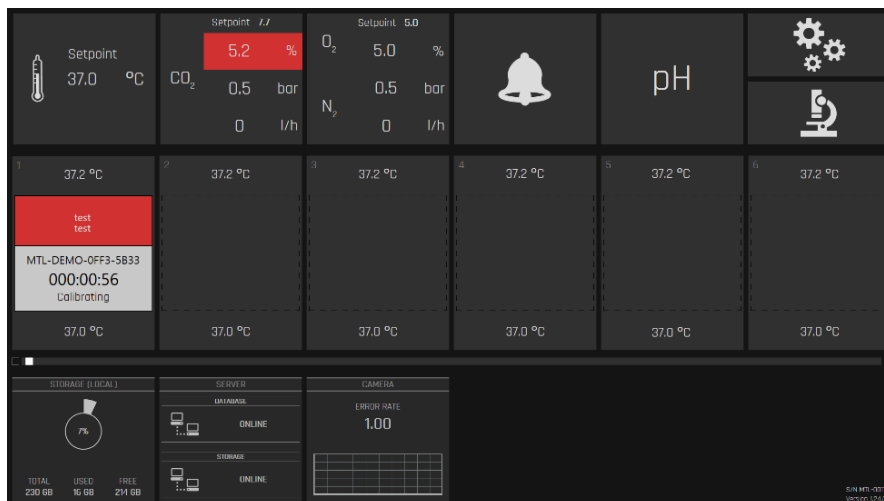 Setpoint
37.0 °C
Setpoint 7.7
CO2
5.2 %
0.5 bar
0 l/h
Setpoint 5.0
O2
5.0 %
N2
0.5 bar
0 l/h
pH
1
37.2 °C
test
test
MTL-DEMO-0FF3-5B33
000:00:56
Calibrating
37.0 °C
2
37.2 °C
37.0 °C
3
37.2 °C
37.0 °C
4
37.2 °C
37.0 °C
5
37.2 °C
37.0 °C
6
37.2 °C
37.0 °C
STORAGE (LOCAL)
7%
TOTAL USED FREE
230 GB 16 GB 214 GB
SERVER
DATABASE
ONLINE
STORAGE
ONLINE
CAMERA
ERROR RATE
1.00
S/N MTL-
Version